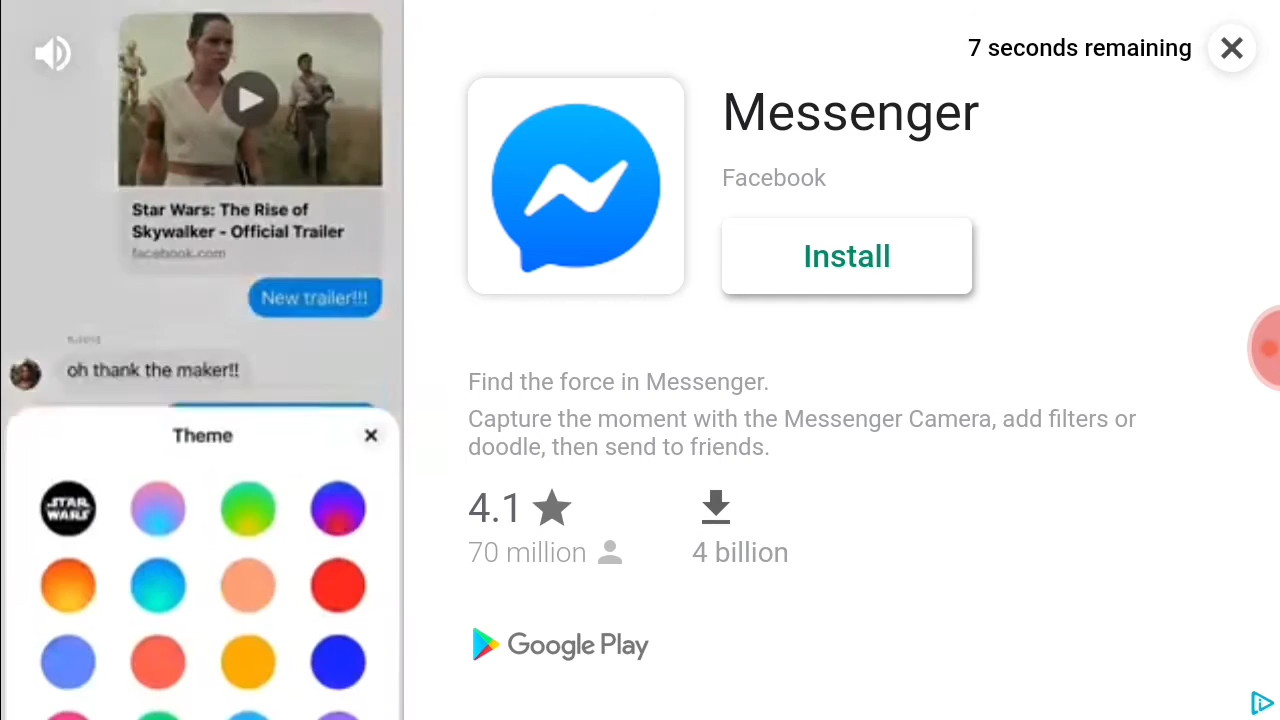 Star Wars: The Rise of
Skywalker - Official Trailer
facebook.com
New trailer!!!
oh thank the maker!!
Theme
STAR
WARS
7 seconds remaining
Messenger
Facebook
Install
Find the force in Messenger.
Capture the moment with the Messenger Camera, add filters or
doodle, then send to friends.
4.1
70 million
4 billion
Google Play